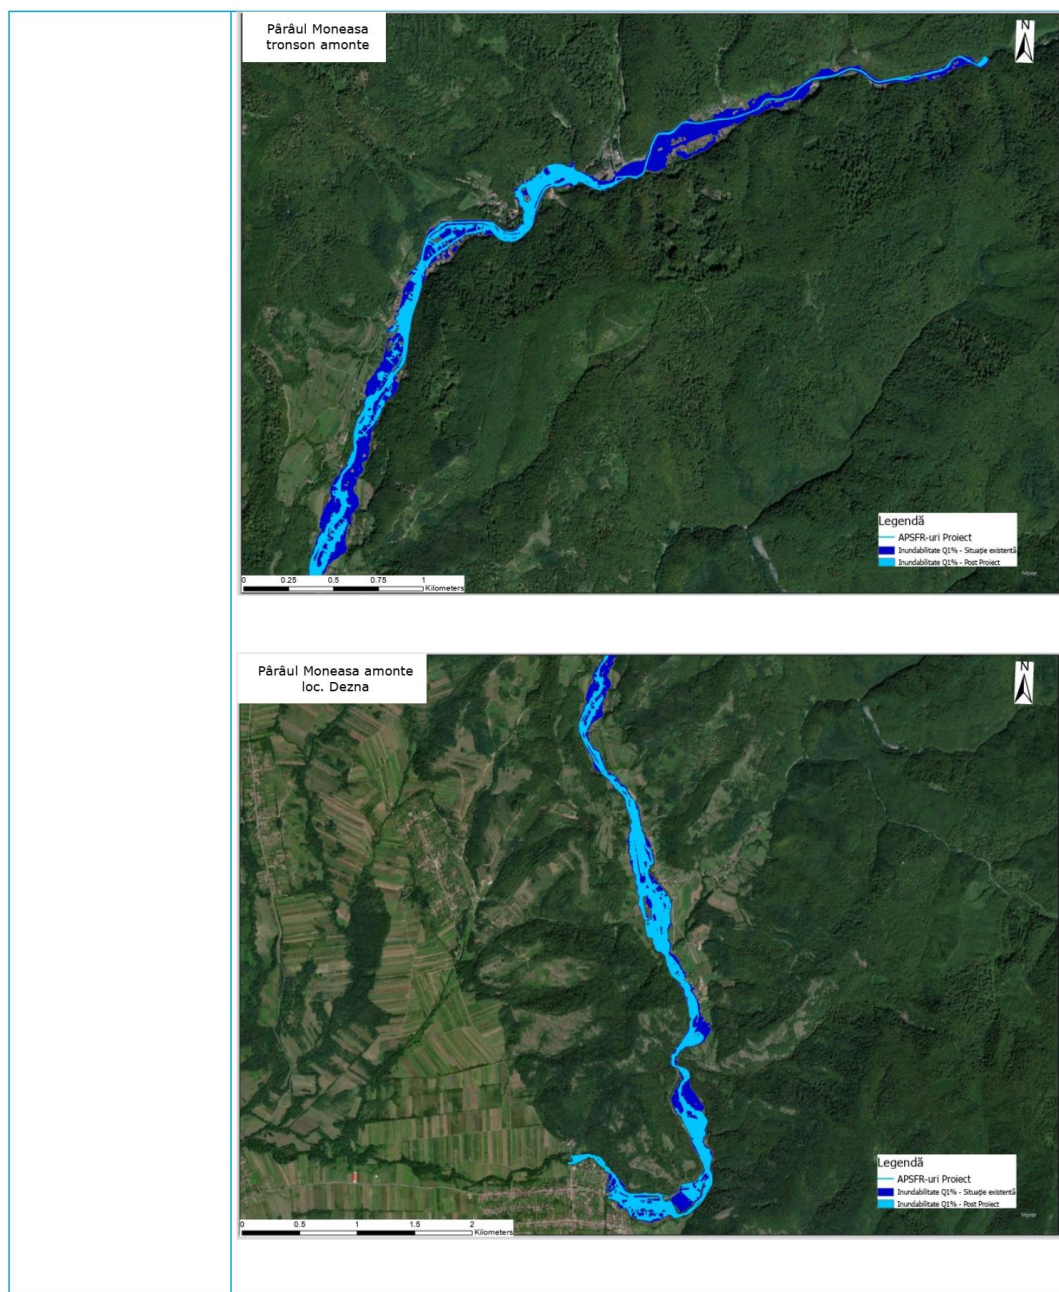 Pârâul Moneasa
tronson amonte
N
Legendă
APSFR-uri Proiect
Inundabilitate Q1% - Situație existentă
Inundabilitate Q1% - Post Proiect
0 0.25 0.5 0.75 1
Kilometers
Maxar
Pârâul Moneasa amonte
loc. Dezna
N
Legendă
APSFR-uri Proiect
Inundabilitate Q1% - Situație existentă
Inundabilitate Q1% - Post Proiect
0 0.5 1 1.5 2
Kilometers
Maxar